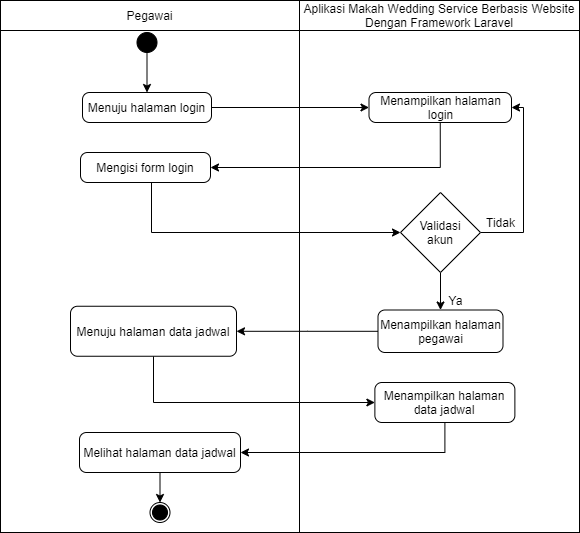 Pegawai
Aplikasi Makah Wedding Service Berbasis Website
Dengan Framework Laravel
Menuju halaman login
Menampilkan halaman
login
Mengisi form login
Validasi
akun
Tidak
Ya
Menampilkan halaman
pegawai
Menuju halaman data jadwal
Menampilkan halaman
data jadwal
Melihat halaman data jadwal